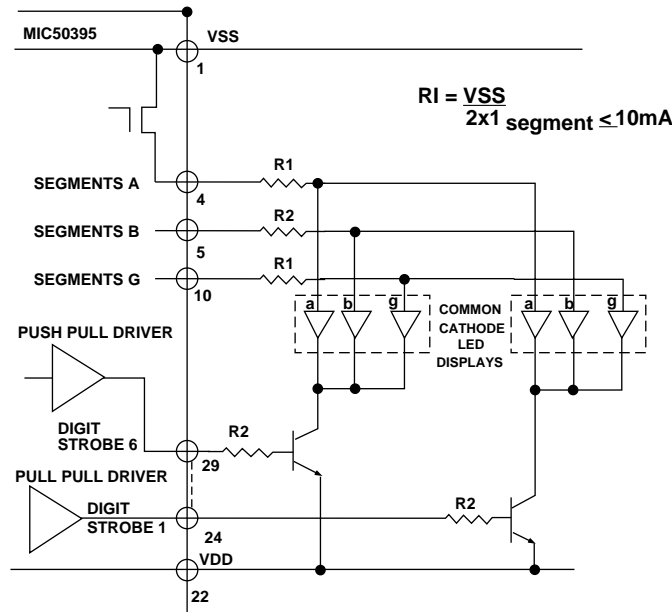 MIC50395
VSS
1
RI = VSS
2x1 segment ≤ 10mA
SEGMENTS A
4
R1
SEGMENTS B
5
R2
SEGMENTS G
10
R1
a b g
COMMON
CATHODE
LED
DISPLAYS
a b g
PUSH PULL DRIVER
DIGIT
STROBE 6
29
R2
PULL PULL DRIVER
DIGIT
STROBE 1
24
R2
VDD
22